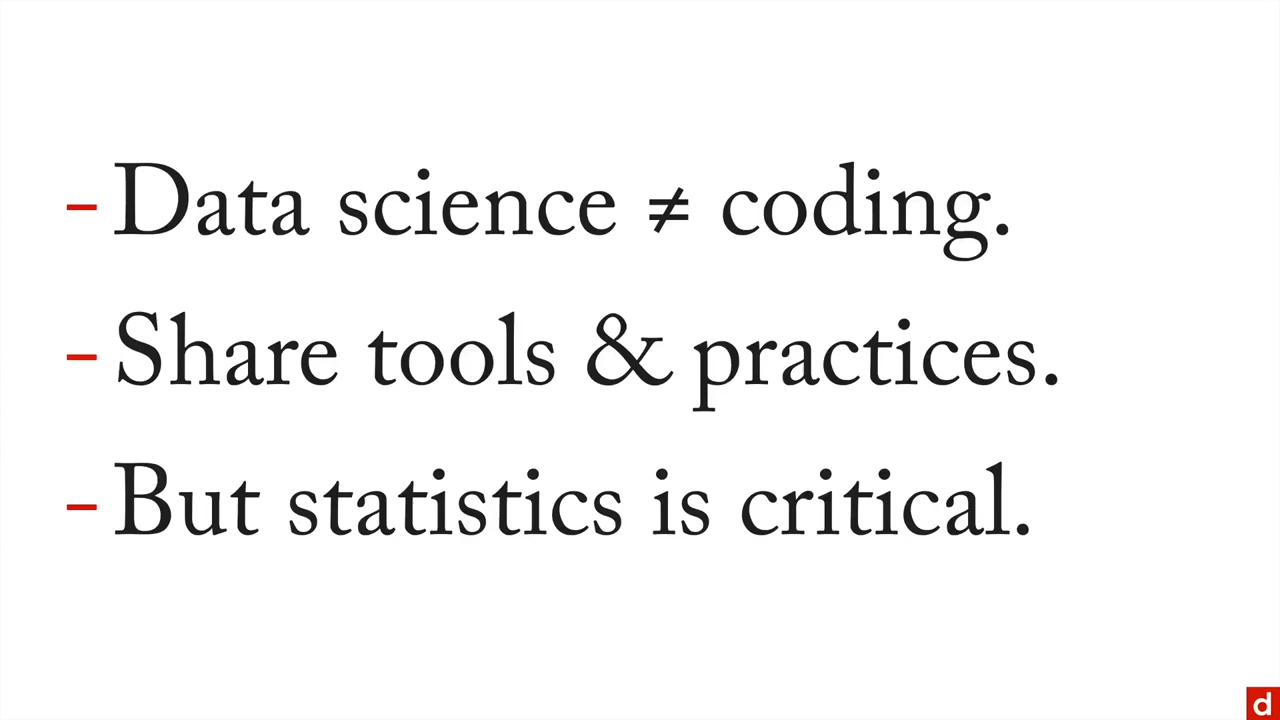 - Data science ≠ coding.
- Share tools & practices.
- But statistics is critical.
d